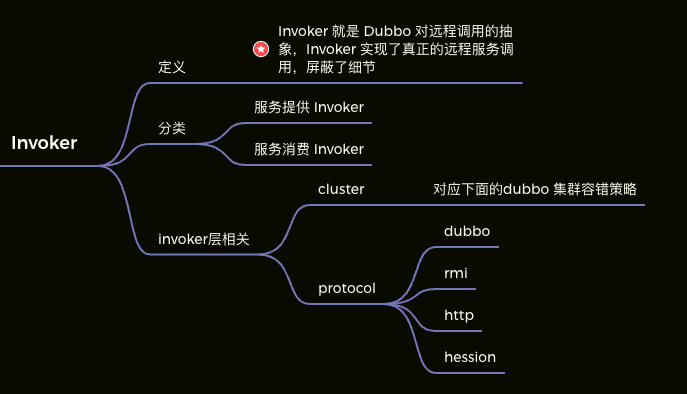 Invoker
定义
Invoker 就是 Dubbo 对远程调用的抽
象，Invoker 实现了真正的远程服务调
用，屏蔽了细节
分类
服务提供 Invoker
服务消费 Invoker
invoker层相关
cluster
对应下面的dubbo 集群容错策略
protocol
dubbo
rmi
http
hession